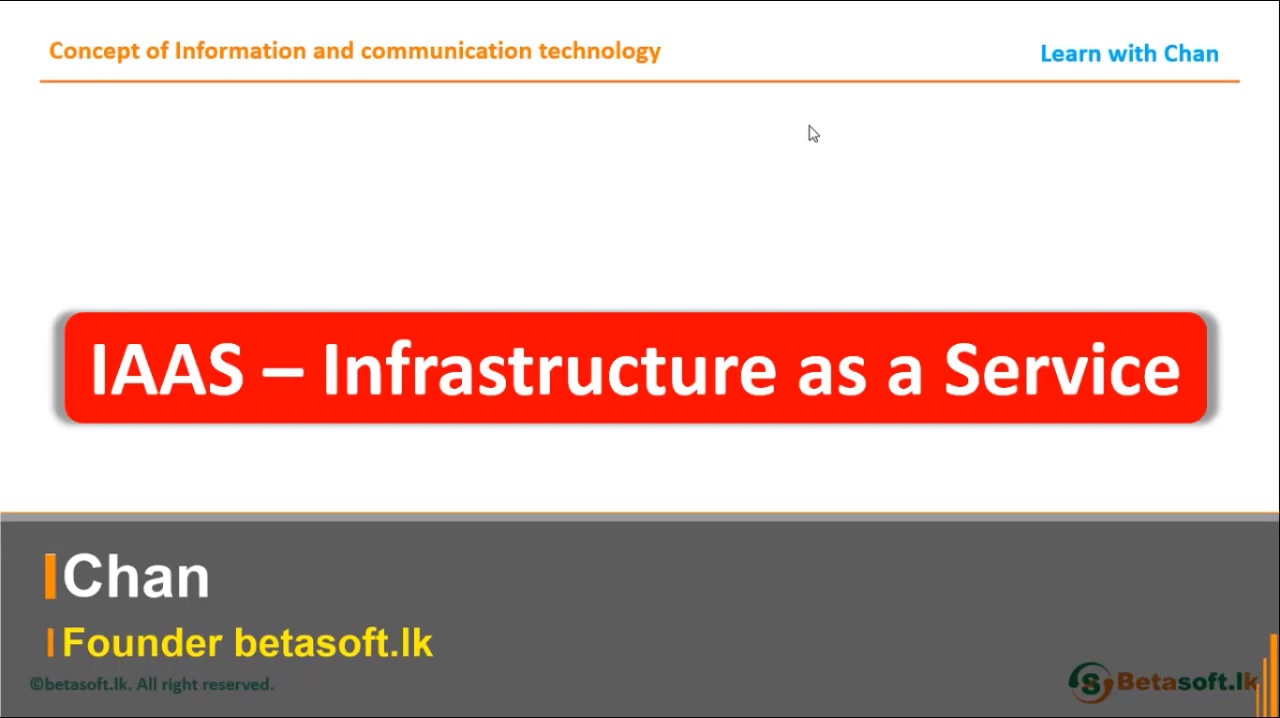 Concept of Information and communication technology
Learn with Chan
IAAS – Infrastructure as a Service
Chan
Founder betasoft.lk
©betasoft.lk. All right reserved.
Betasoft.lk